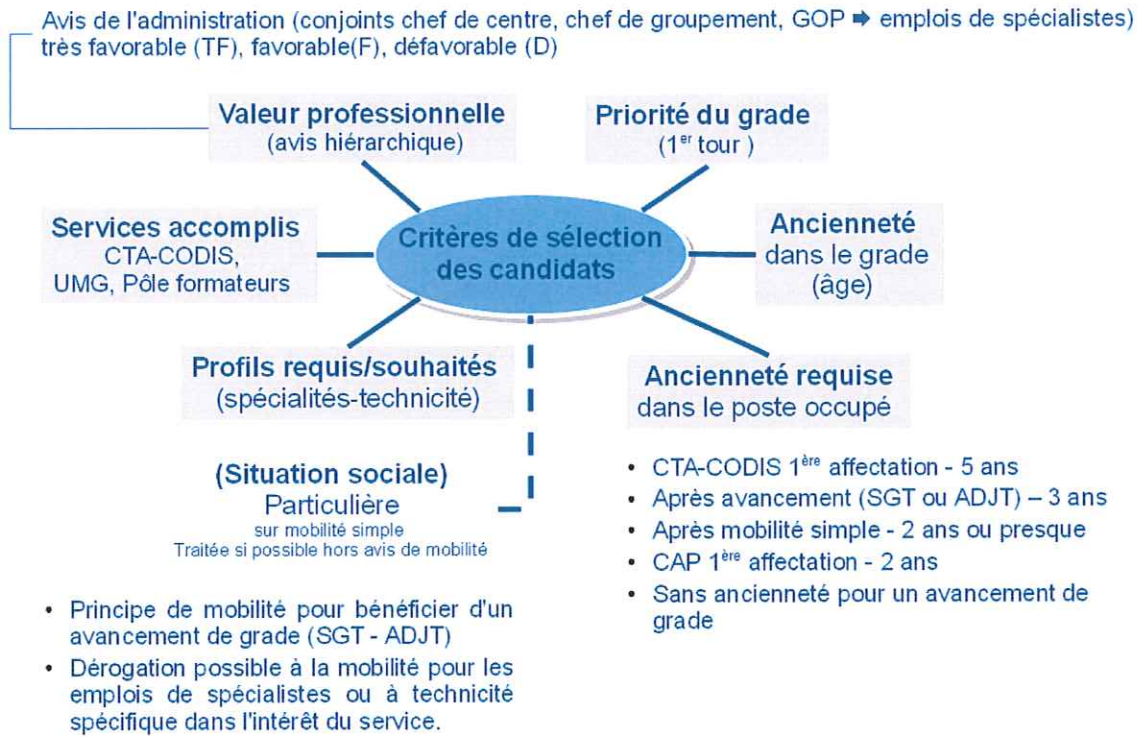 Avis de l'administration (conjoints chef de centre, chef de groupement, GOP ➡ emplois de spécialistes)
très favorable (TF), favorable(F), défavorable (D)
Valeur professionnelle
(avis hiérarchique)
Priorité du grade
(1er tour )
Services accomplis
CTA-CODIS,
UMG, Pôle formateurs
Critères de sélection
des candidats
Ancienneté
dans le grade
(âge)
Profils requis/souhaités
(spécialités-technicité)
Ancienneté requise
dans le poste occupé
(Situation sociale)
Particulière
sur mobilité simple
Traitée si possible hors avis de mobilité
• CTA-CODIS 1ère affectation - 5 ans
• Après avancement (SGT ou ADJT) – 3 ans
• Après mobilité simple - 2 ans ou presque
• CAP 1ère affectation - 2 ans
• Sans ancienneté pour un avancement de
grade
• Principe de mobilité pour bénéficier d'un
avancement de grade (SGT - ADJT)
• Dérogation possible à la mobilité pour les
emplois de spécialistes ou à technicité
spécifique dans l'intérêt du service.